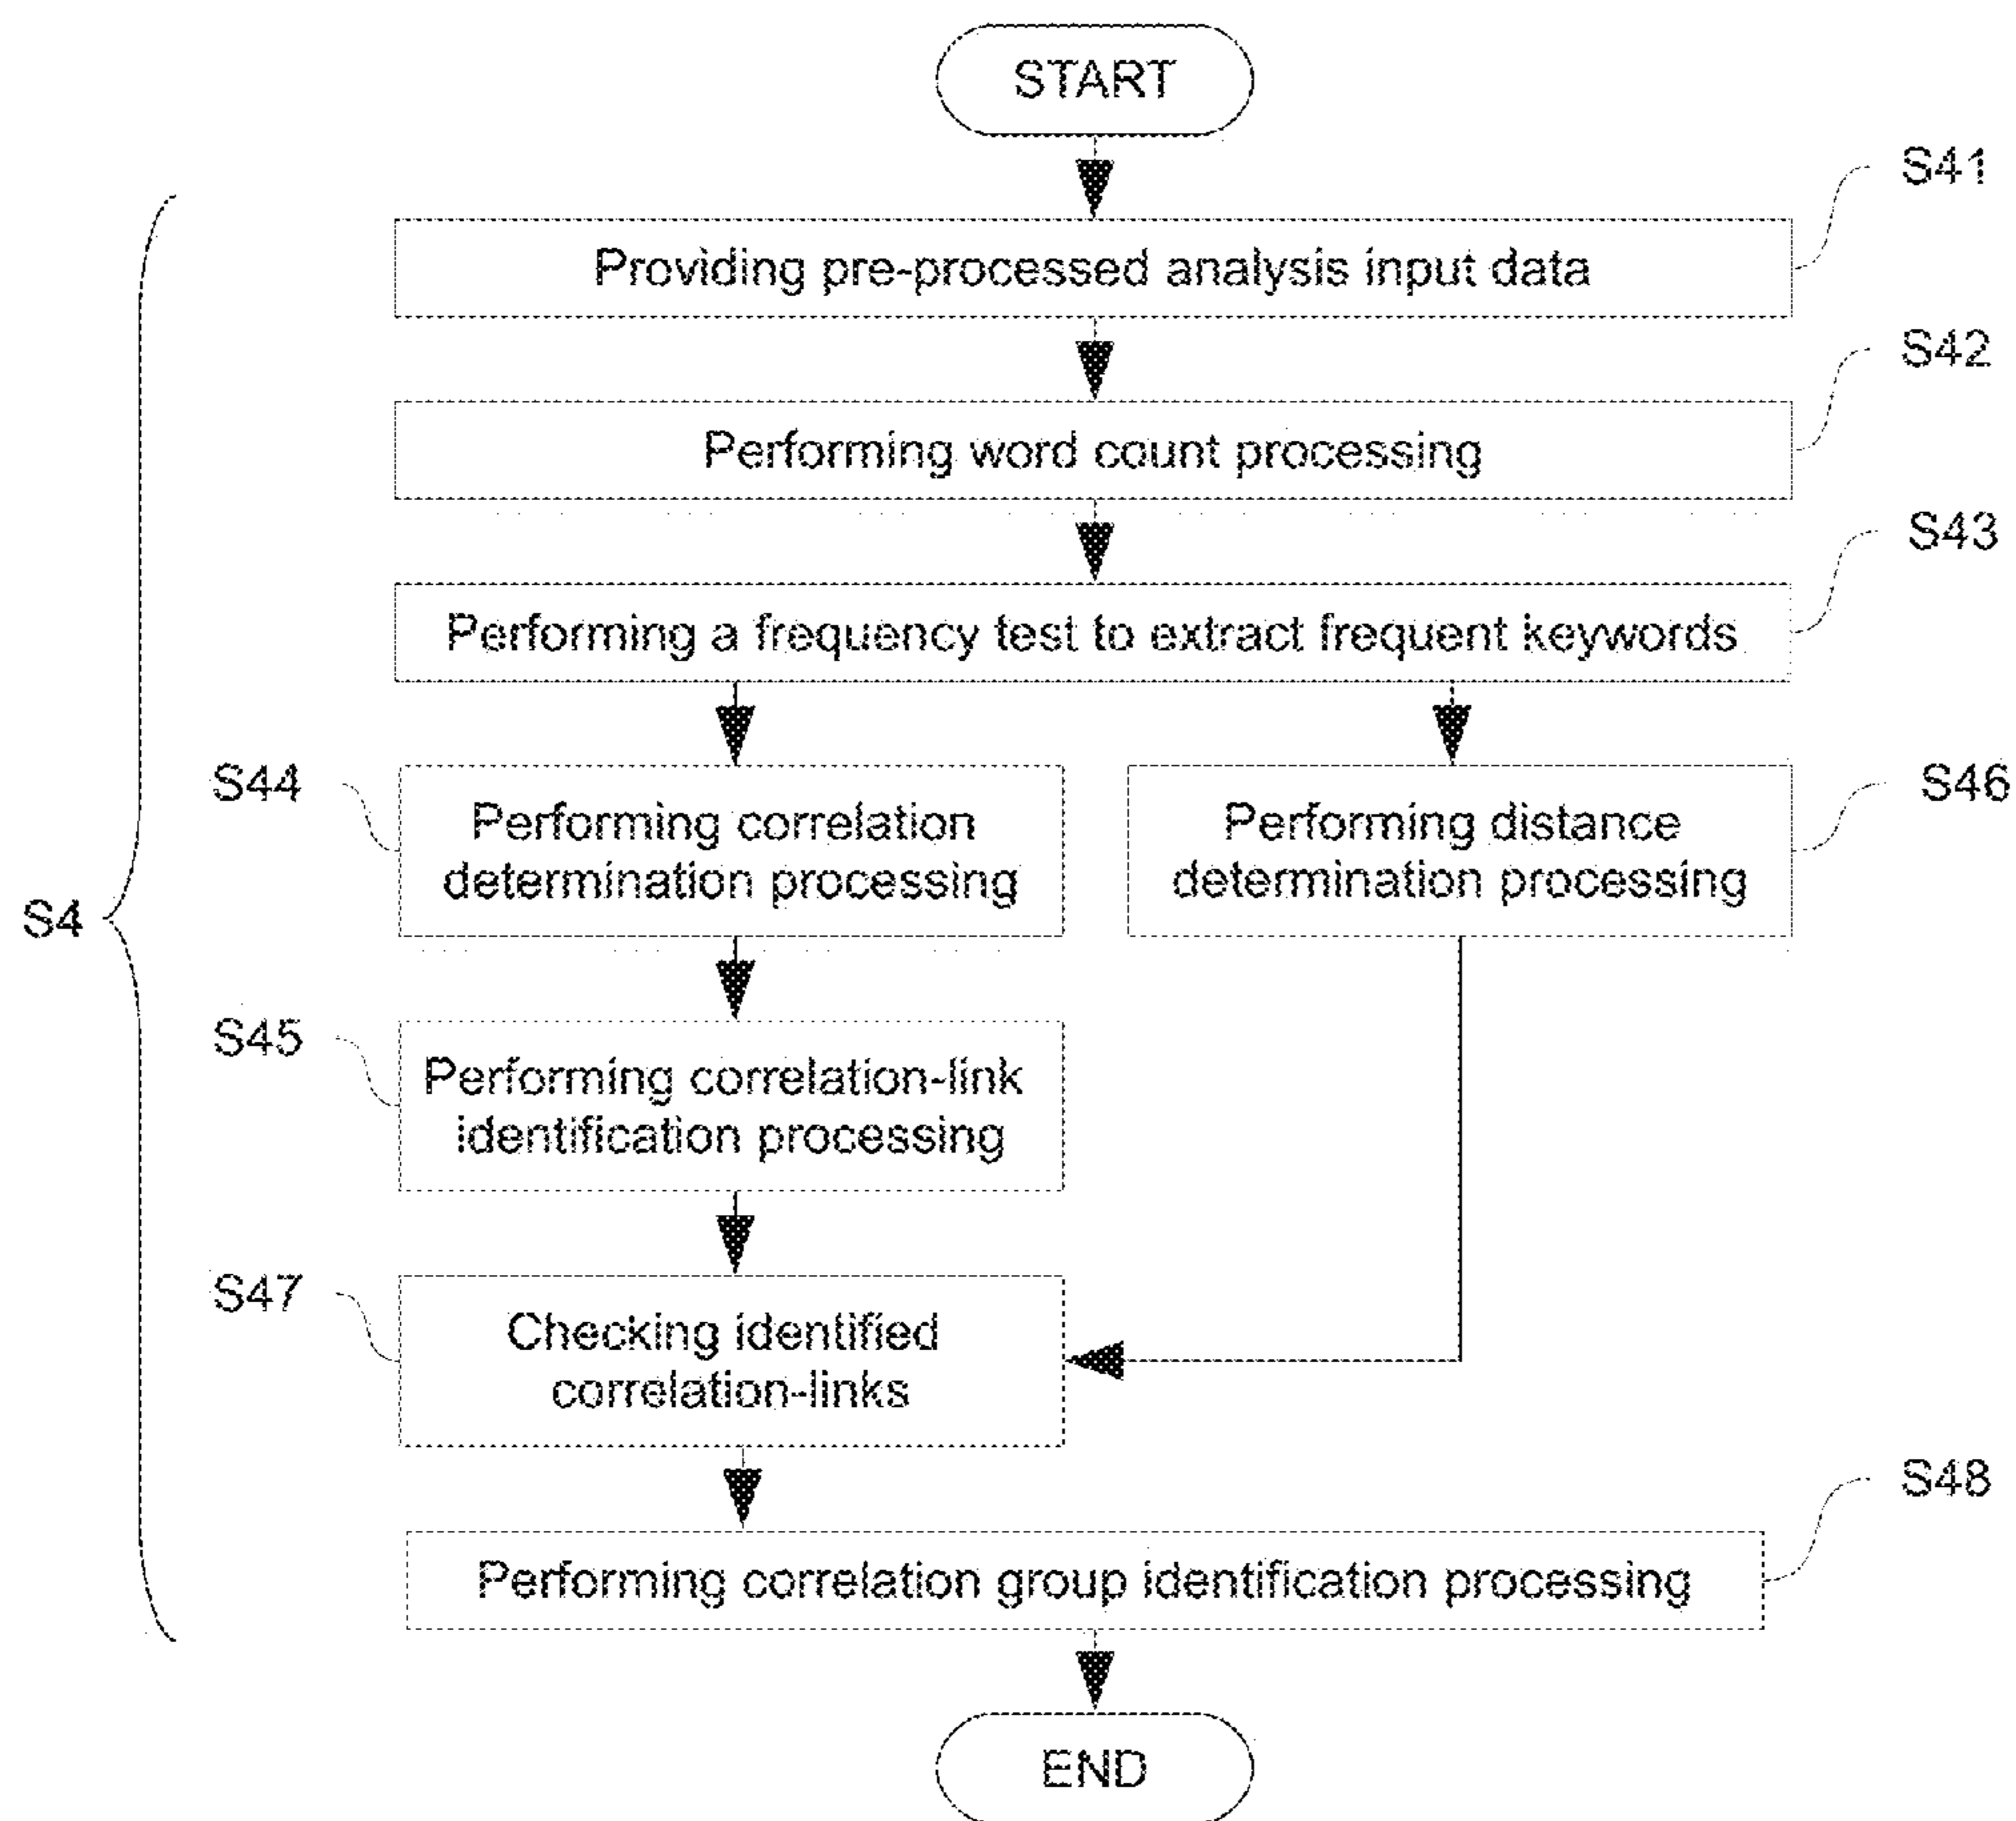 START
S41
Providing pre-processed analysis input data
S42
Performing word count processing
S43
Performing a frequency test to extract frequent keywords
S44
Performing correlation
determination processing
S46
Performing distance
determination processing
S4
S45
Performing correlation-link
identification processing
S47
Checking identified
correlation-links
S48
Performing correlation group identification processing
END